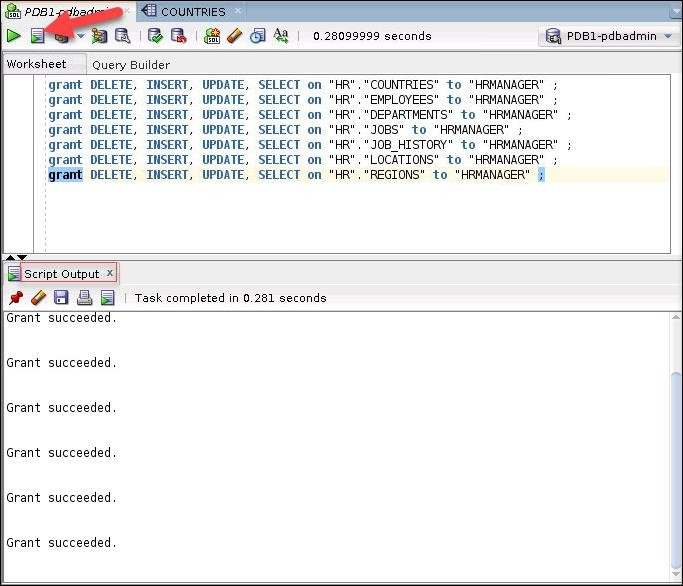 PDB1-pdbadmin
COUNTRIES
0.28099999 seconds
PDB1-pdbadmin
Worksheet
Query Builder
grant DELETE, INSERT, UPDATE, SELECT on "HR"."COUNTRIES" to "HRMANAGER" ;
grant DELETE, INSERT, UPDATE, SELECT on "HR"."EMPLOYEES" to "HRMANAGER" ;
grant DELETE, INSERT, UPDATE, SELECT on "HR"."DEPARTMENTS" to "HRMANAGER" ;
grant DELETE, INSERT, UPDATE, SELECT on "HR"."JOBS" to "HRMANAGER" ;
grant DELETE, INSERT, UPDATE, SELECT on "HR"."JOB_HISTORY" to "HRMANAGER" ;
grant DELETE, INSERT, UPDATE, SELECT on "HR"."LOCATIONS" to "HRMANAGER" ;
grant DELETE, INSERT, UPDATE, SELECT on "HR"."REGIONS" to "HRMANAGER" ;
Script Output x
Task completed in 0.281 seconds
Grant succeeded.
Grant succeeded.
Grant succeeded.
Grant succeeded.
Grant succeeded.
Grant succeeded.